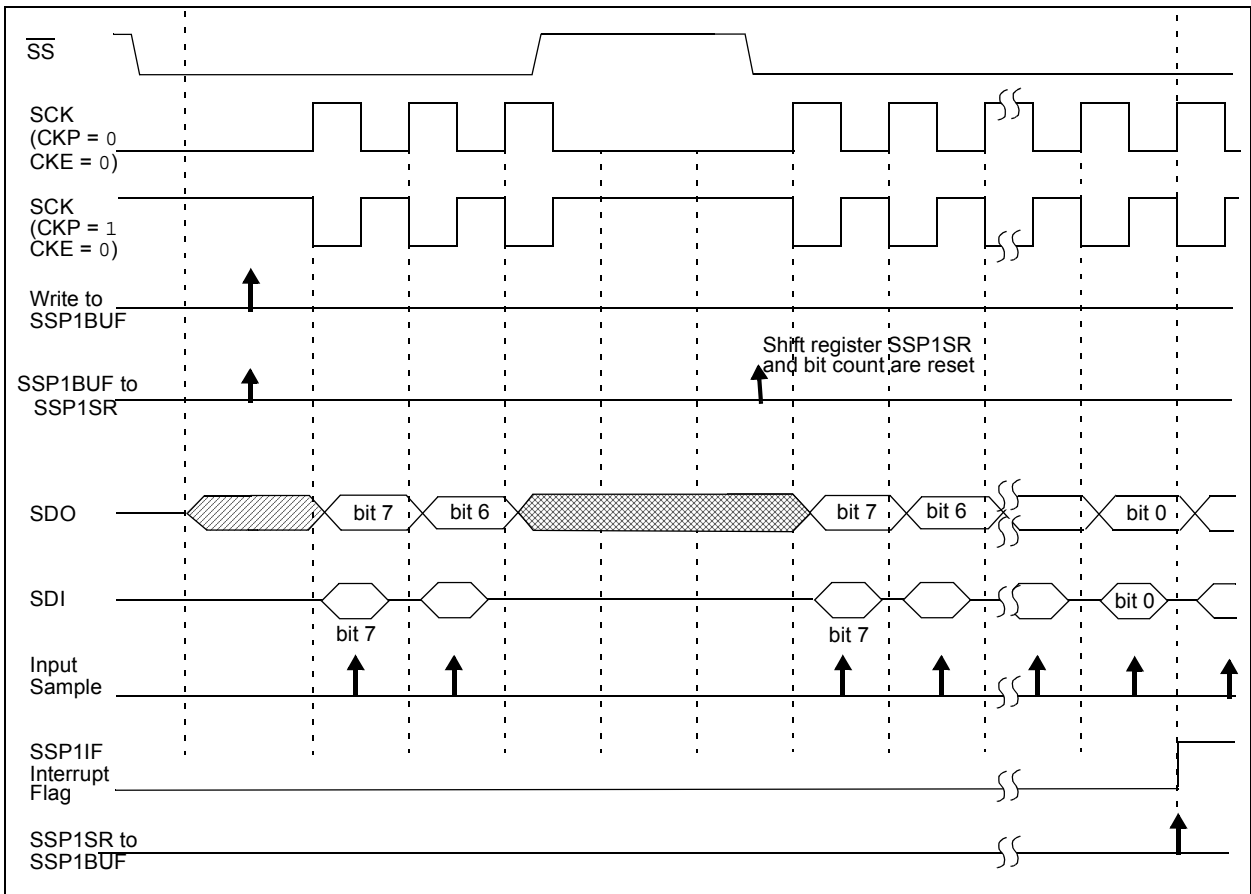 SS
SCK
(CKP = 0
CKE = 0)
SCK
(CKP = 1
CKE = 0)
Write to
SSP1BUF
Shift register SSP1SR
and bit count are reset
SSP1BUF to
SSP1SR
SDO
bit 7
bit 6
bit 7
bit 6
bit 0
SDI
bit 0
bit 7
bit 7
Input
Sample
SSP1IF
Interrupt
Flag
SSP1SR to
SSP1BUF